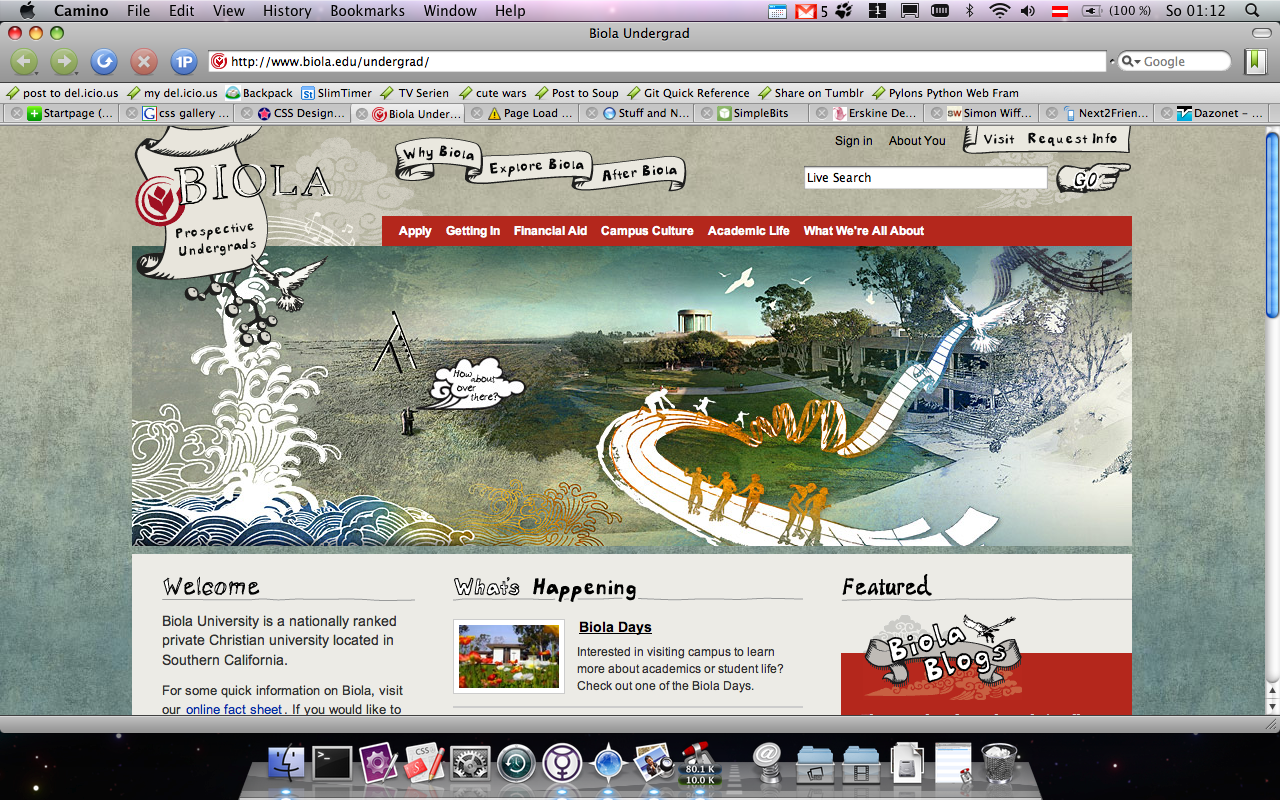 Camino File Edit View History Bookmarks Window Help 5 1 (100 %) So 01:12
Biola Undergrad
1P http://www.biola.edu/undergrad/ Google
post to del.icio.us my del.icio.us Backpack St SlimTimer TV Serien cute wars Post to Soup Git Quick Reference Share on Tumblr Pylons Python Web Fram
Startpage (... css gallery ... CSS Design... Biola Under... Page Load ... Stuff and N... SimpleBits Erskine De... SW Simon Wiff... Next2Frien... Dazonet – ...
Sign in About You Visit Request Info
Why Biola Explore Biola After Biola
BIOLA
Live Search GO
Prospective
Undergrads
Apply Getting In Financial Aid Campus Culture Academic Life What We're All About
How
about
over
there?
Welcome
Biola University is a nationally ranked
private Christian university located in
Southern California.
For some quick information on Biola, visit
our online fact sheet. If you would like to
What's Happening
Biola Days
Interested in visiting campus to learn
more about academics or student life?
Check out one of the Biola Days.
Featured
Biola
Blogs
CSS
80.1 K
10.0 K